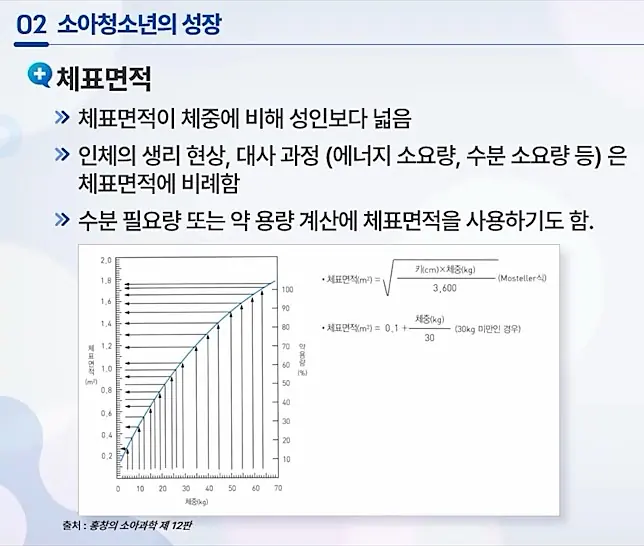 02 소아청소년의 성장
체표면적
» 체표면적이 체중에 비해 성인보다 넓음
» 인체의 생리 현상, 대사 과정 (에너지 소요량, 수분 소요량 등) 은
체표면적에 비례함
» 수분 필요량 또는 약 용량 계산에 체표면적을 사용하기도 함.
2,0
1,8
1,6
1,4
1,2
1,0
0,8
0,6
0,4
0,2
체표면적
(m²)
100
90
80
70
60
50
40
30
20
10
약용량
(%)
0 10 20 30 40 50 60 70
체중(kg)
• 체표면적(m²) = √ 키(cm)×체중(kg) / 3,600 (Mosteller식)
• 체표면적(m²) = 0.1 + 체중(kg) / 30 (30kg 미만인 경우)
출처 : 홍창의 소아과학 제 12판